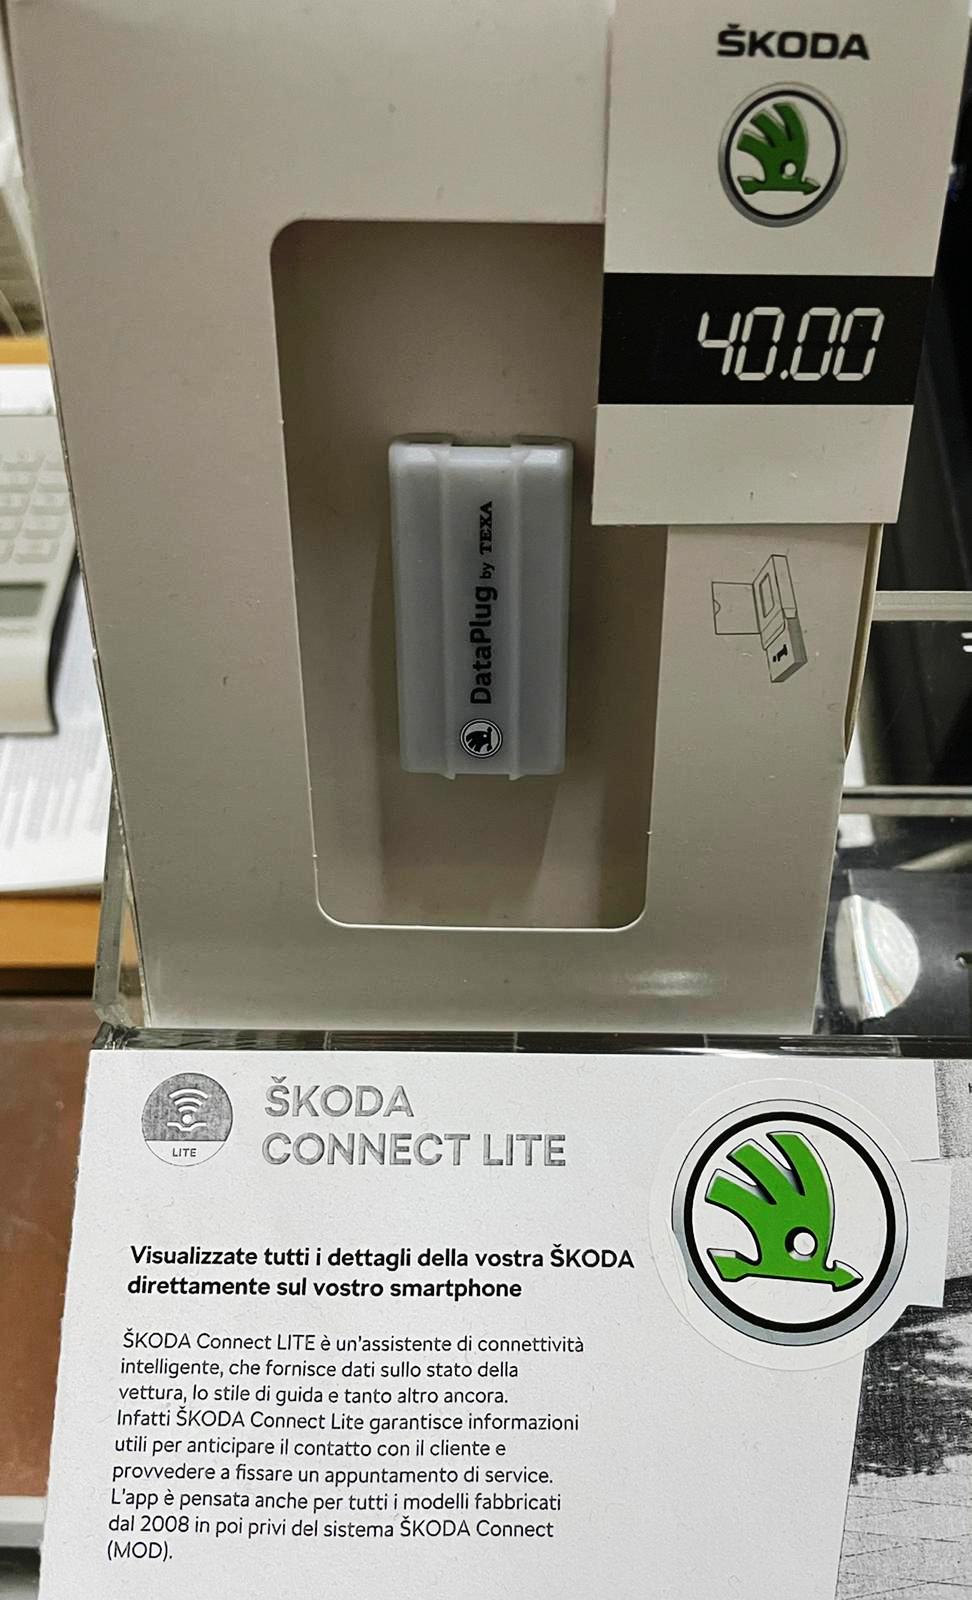 ŠKODA
40.00
DataPlug by TEXA
LITE
ŠKODA
CONNECT LITE
Visualizzate tutti i dettagli della vostra ŠKODA
direttamente sul vostro smartphone
ŠKODA Connect LITE è un'assistente di connettività
intelligente, che fornisce dati sullo stato della
vettura, lo stile di guida e tanto altro ancora.
Infatti ŠKODA Connect Lite garantisce informazioni
utili per anticipare il contatto con il cliente e
provvedere a fissare un appuntamento di service.
L'app è pensata anche per tutti i modelli fabbricati
dal 2008 in poi privi del sistema ŠKODA Connect
(MOD).